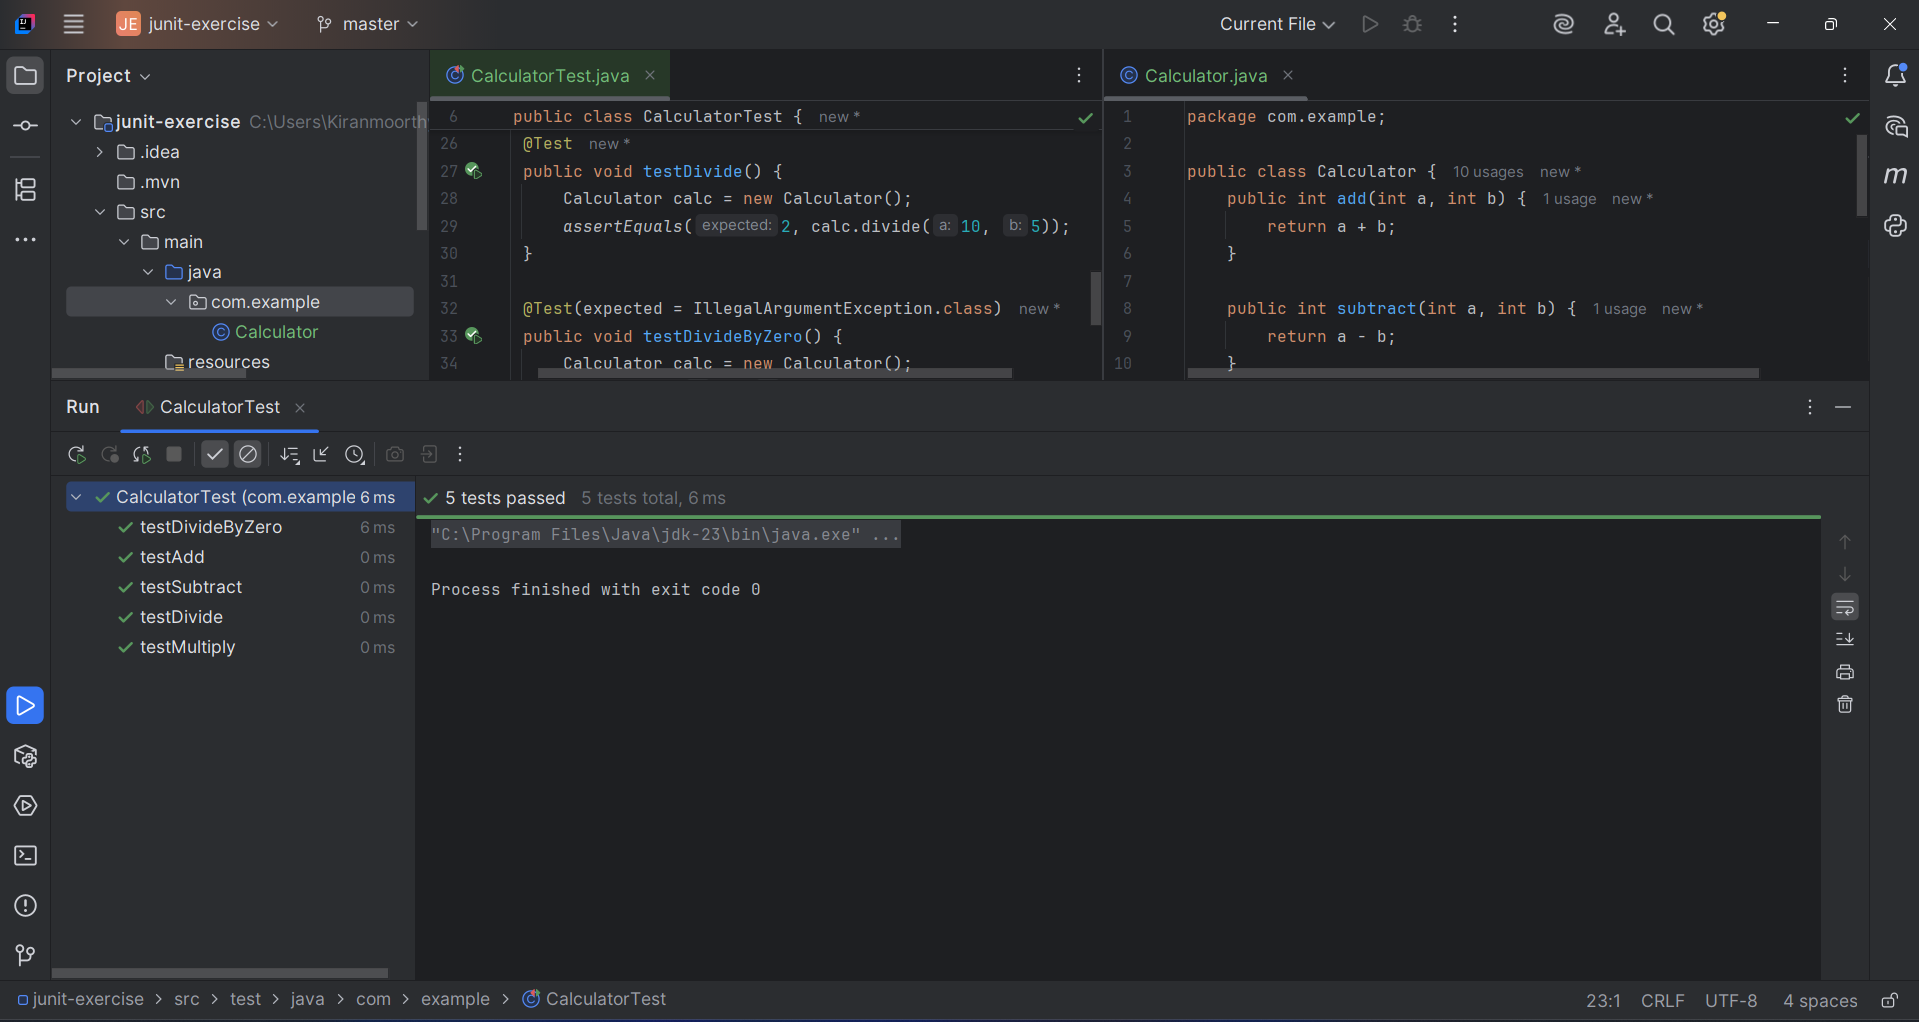 JE junit-exercise master Current File
Project
junit-exercise C:\Users\Kiranmoorth
.idea
.mvn
src
main
java
com.example
Calculator
resources
CalculatorTest.java
6 public class CalculatorTest { new *
26 @Test new *
27 public void testDivide() {
28 Calculator calc = new Calculator();
29 assertEquals( expected: 2, calc.divide( a: 10, b: 5));
30 }
31
32 @Test(expected = IllegalArgumentException.class) new *
33 public void testDivideByZero() {
34 Calculator calc = new Calculator();
Calculator.java
1 package com.example;
2
3 public class Calculator { 10 usages new *
4 public int add(int a, int b) { 1 usage new *
5 return a + b;
6 }
7
8 public int subtract(int a, int b) { 1 usage new *
9 return a - b;
10 }
Run CalculatorTest
CalculatorTest (com.example 6 ms
testDivideByZero 6 ms
testAdd 0 ms
testSubtract 0 ms
testDivide 0 ms
testMultiply 0 ms
5 tests passed 5 tests total, 6 ms
"C:\Program Files\Java\jdk-23\bin\java.exe" ...
Process finished with exit code 0
junit-exercise > src > test > java > com > example > CalculatorTest
23:1 CRLF UTF-8 4 spaces